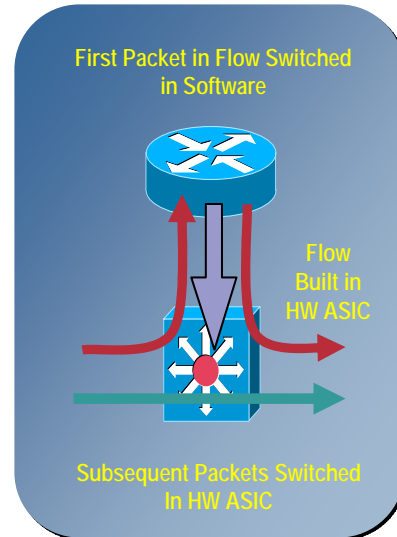 First Packet in Flow Switched
in Software
Flow
Built in
HW ASIC
Subsequent Packets Switched
In HW ASIC